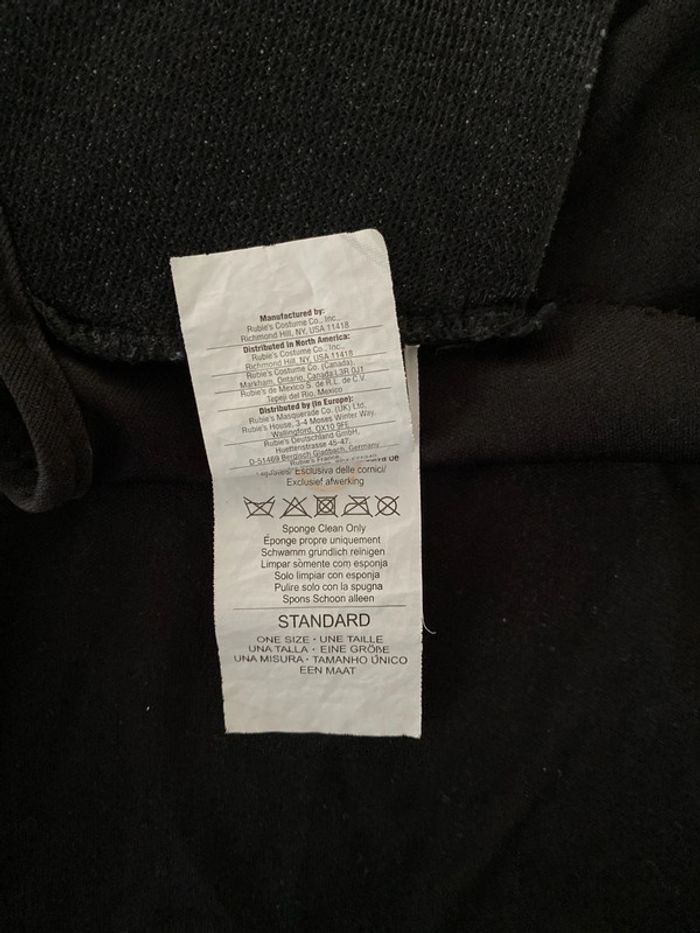 Manufactured by:
Rubie's Costume Co., Inc.
Richmond Hill, NY, USA 11418
Distributed in North America:
Rubie's Costume Co., Inc.
Richmond Hill, NY, USA 11418
Rubie's Costume Co. (Canada),
Markham, Ontario, Canada L3R 0J1
Rubie's de Mexico S. de R.L. de C.V.
Tepeji del Rio, Mexico
Distributed by (in Europe):
Rubie's Masquerade Co. (UK) Ltd,
Rubie's House, 3-4 Moses Winter Way,
Wallingford, OX10 9FE
Rubie's Deutschland GmbH,
Huettenstrasse 45-47,
D-51469 Bergisch Gladbach, Germany
Rubie's France
Esclusiva delle cornici/
Exclusief afwerking
Sponge Clean Only
Éponge propre uniquement
Schwamm gründlich reinigen
Limpar sòmente com esponja
Solo limpiar con esponja
Pulire solo con la spugna
Spons Schoon alleen
STANDARD
ONE SIZE · UNE TAILLE
UNA TALLA · EINE GRÖßE
UNA MISURA · TAMANHO ÚNICO
EEN MAAT